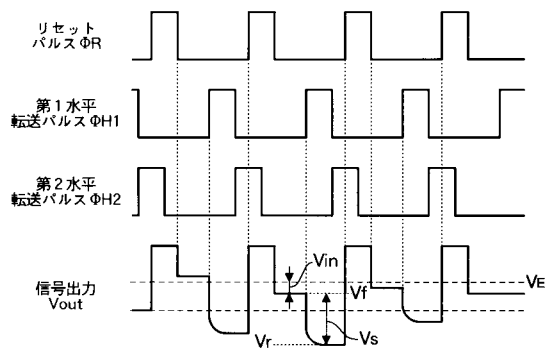 リセット
パルスΦR
第1水平
転送パルスΦH1
第2水平
転送パルスΦH2
信号出力
Vout
Vin
VE
Vf
Vr
Vs